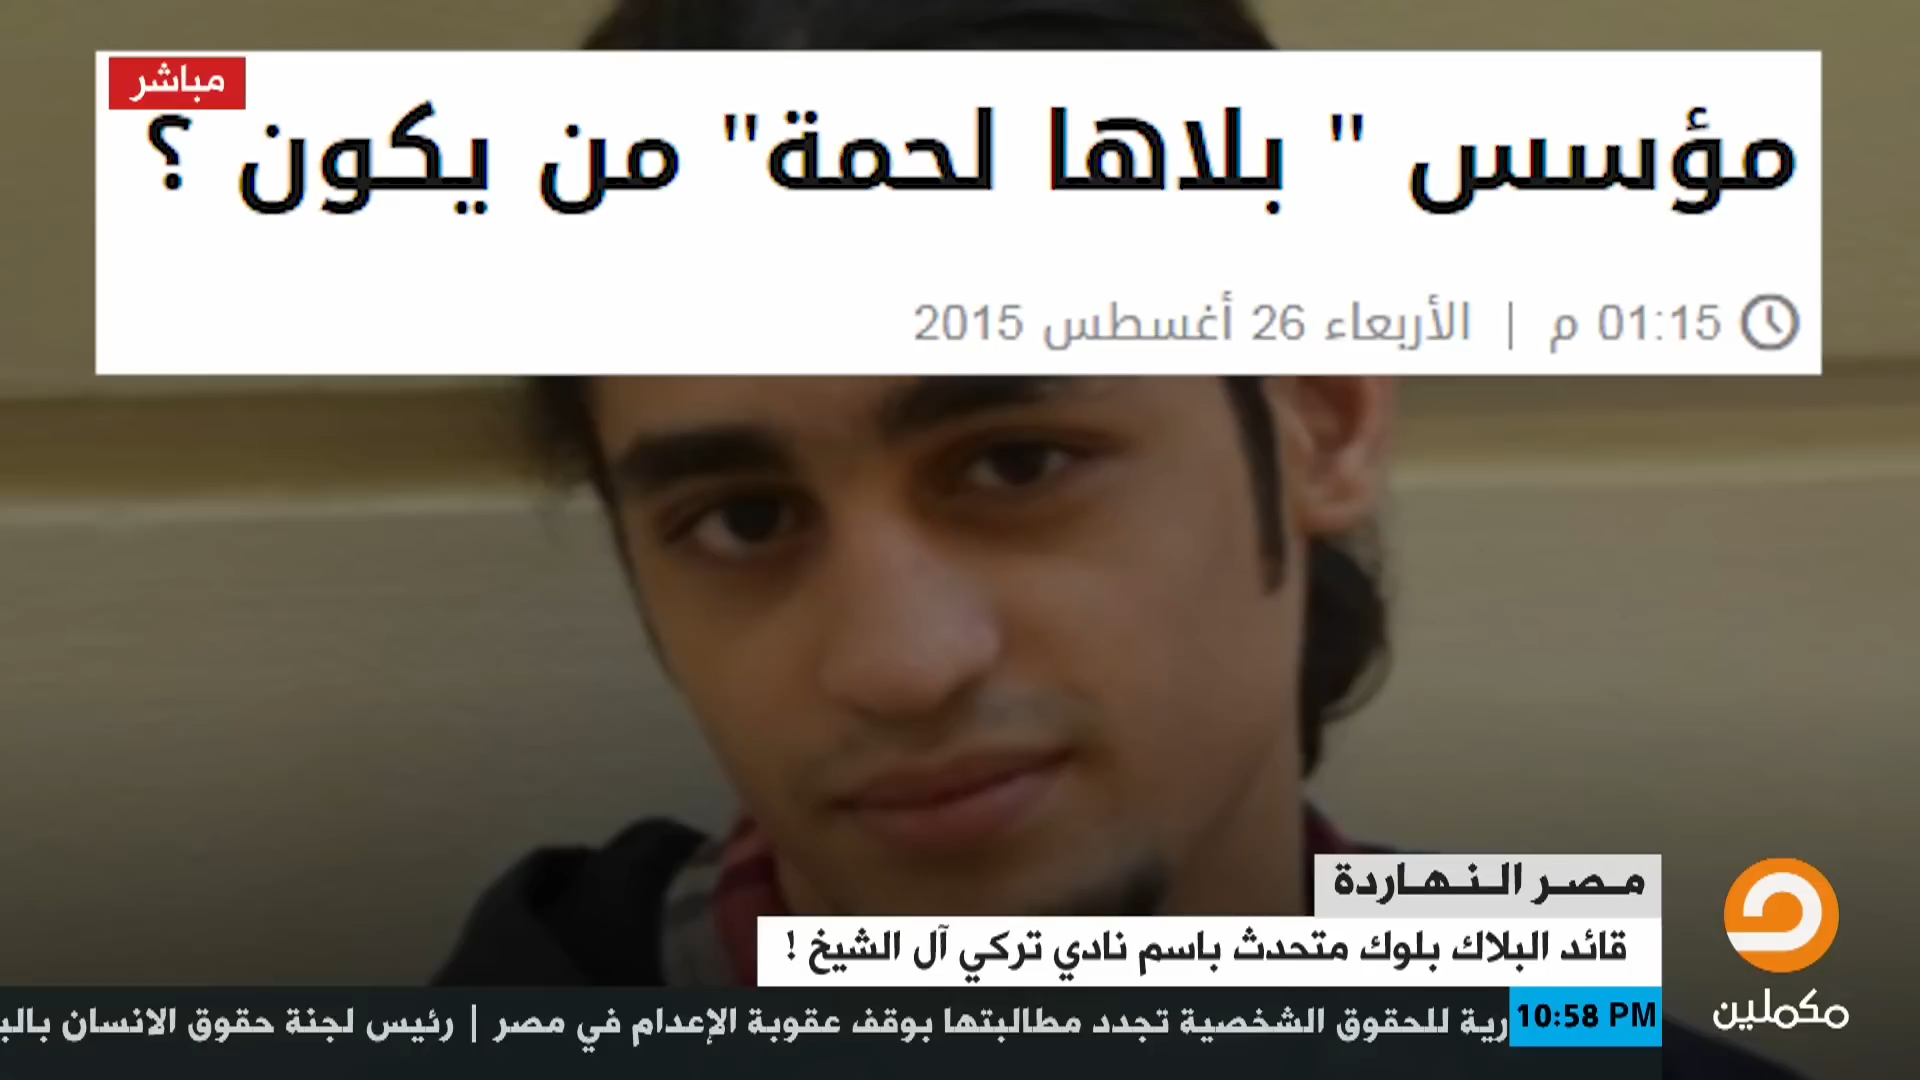 مباشر
مؤسس " بلاها لحمة" من يكون ؟
01:15 م | الأربعاء 26 أغسطس 2015
مصر النهاردة
قائد البلاك بلوك متحدث باسم نادي تركي آل الشيخ !
10:58 PM
رية للحقوق الشخصية تجدد مطالبتها بوقف عقوبة الإعدام في مصر | رئيس لجنة حقوق الانسان
مكملين